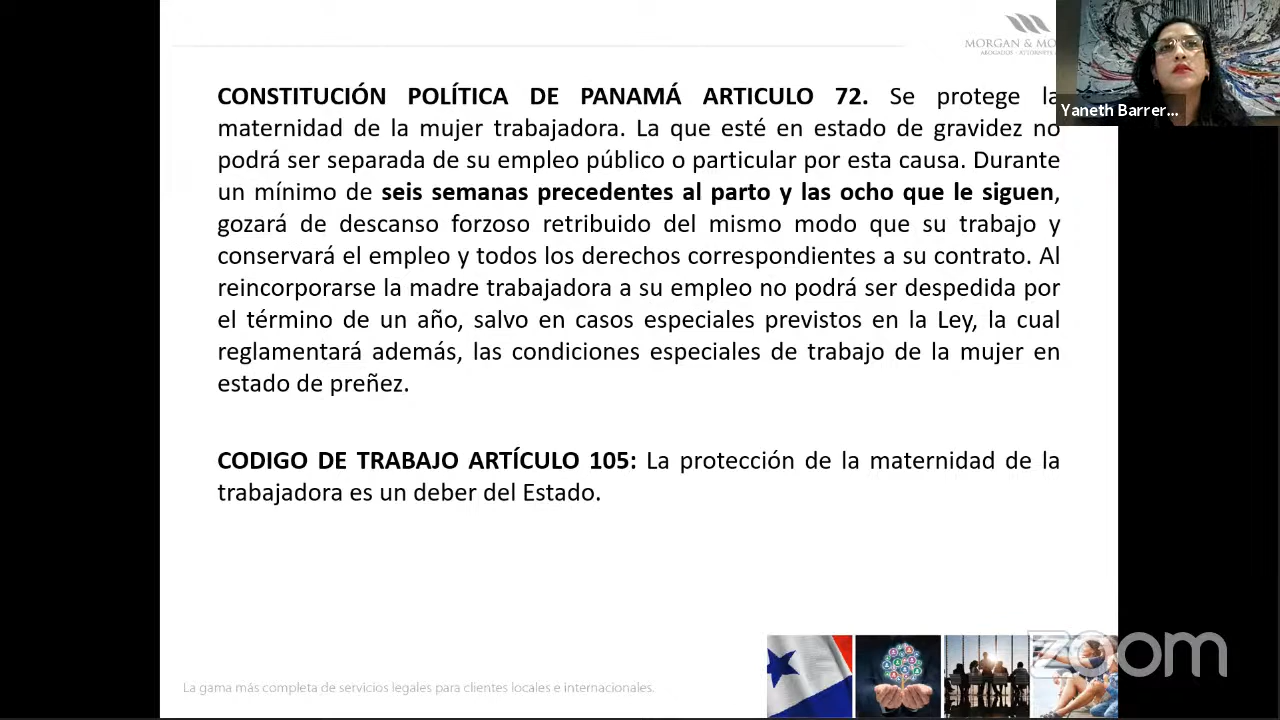 MORGAN & MO
ABOGADOS - ATTORNEYS
Yaneth Barrer...
CONSTITUCIÓN POLÍTICA DE PANAMÁ ARTICULO 72. Se protege la
maternidad de la mujer trabajadora. La que esté en estado de gravidez no
podrá ser separada de su empleo público o particular por esta causa. Durante
un mínimo de seis semanas precedentes al parto y las ocho que le siguen,
gozará de descanso forzoso retribuido del mismo modo que su trabajo y
conservará el empleo y todos los derechos correspondientes a su contrato. Al
reincorporarse la madre trabajadora a su empleo no podrá ser despedida por
el término de un año, salvo en casos especiales previstos en la Ley, la cual
reglamentará además, las condiciones especiales de trabajo de la mujer en
estado de preñez.
CODIGO DE TRABAJO ARTÍCULO 105: La protección de la maternidad de la
trabajadora es un deber del Estado.
La gama más completa de servicios legales para clientes locales e internacionales.
zoom